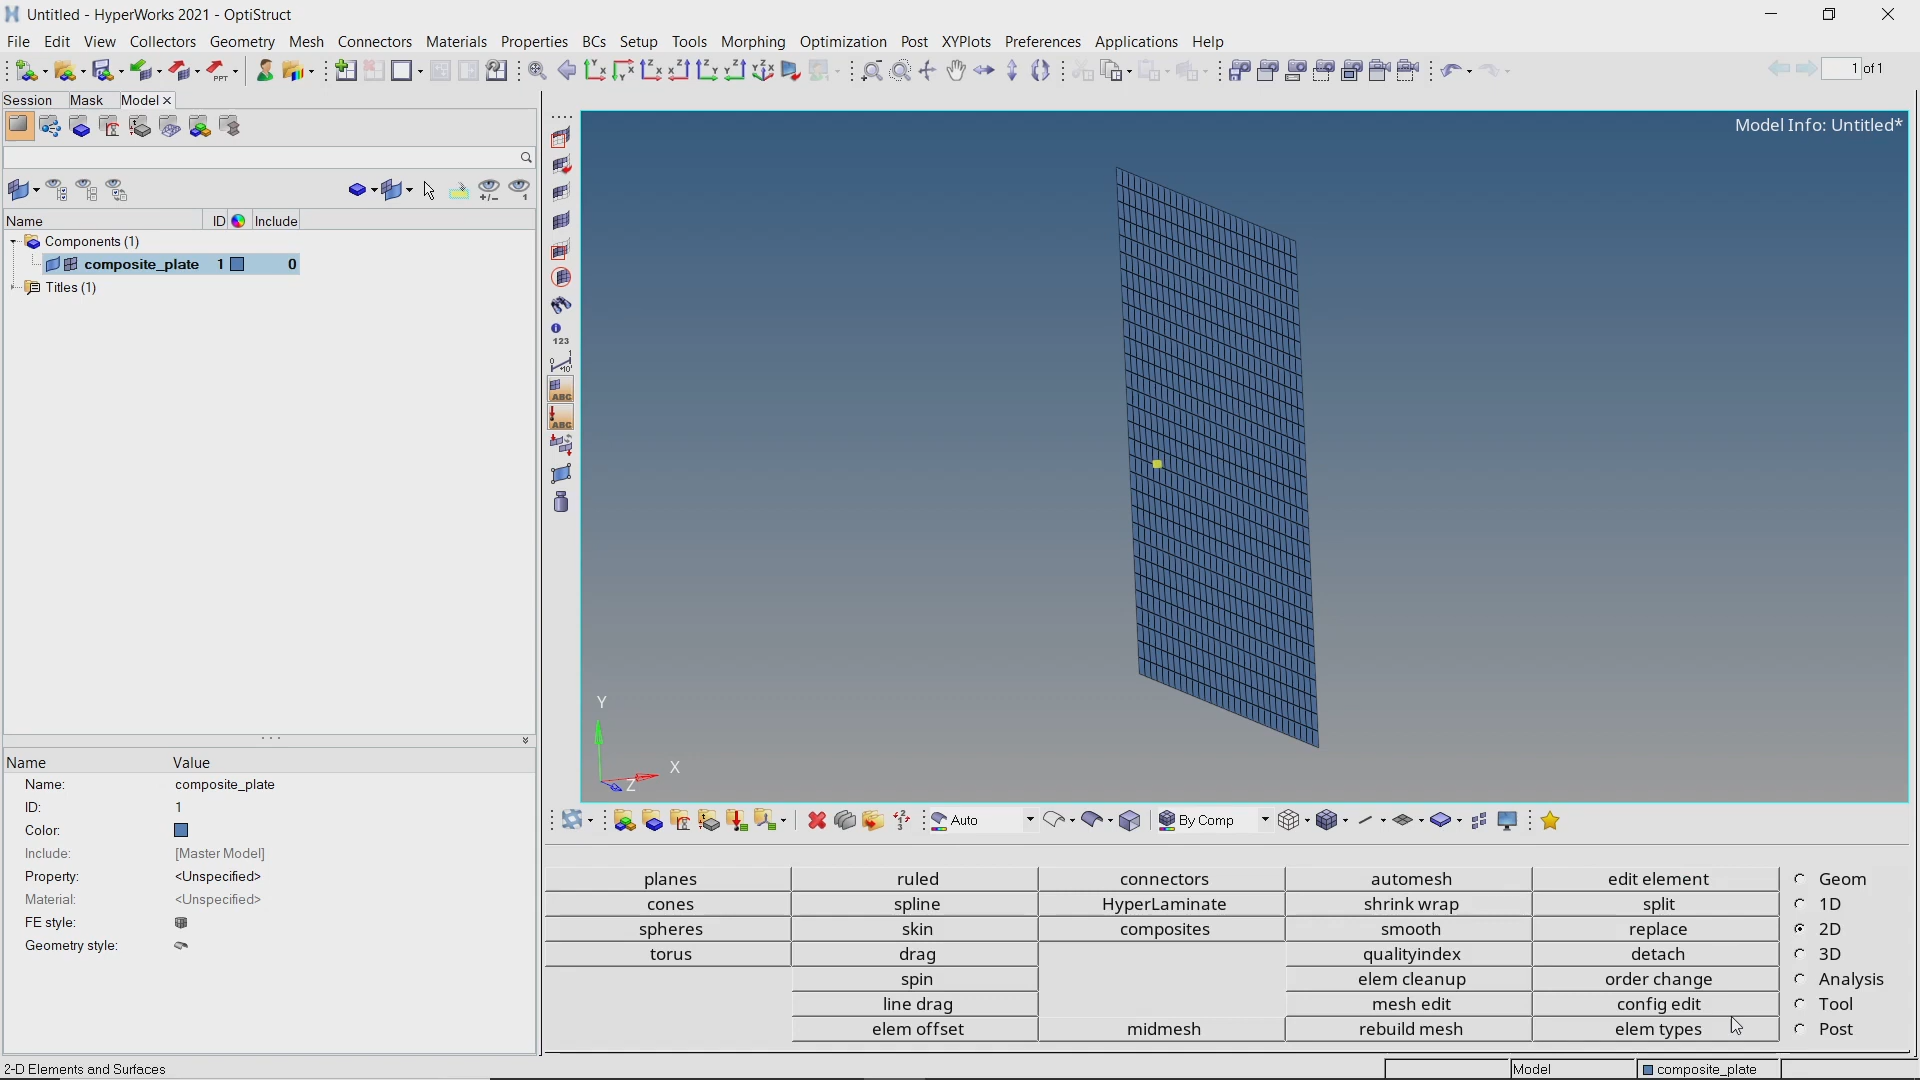 Untitled - HyperWorks 2021 - OptiStruct
File Edit View Collectors Geometry Mesh Connectors Materials Properties BCs Setup Tools Morphing Optimization Post XYPlots Preferences Applications Help
1 of 1
Session Mask Model
Model Info: Untitled*
Name ID Include
Components (1)
composite_plate 1 0
Titles (1)
123
ABC
ABC
Y
X
Z
Name Value
Name: composite_plate
ID: 1
Color:
Include: [Master Model]
Property: <Unspecified>
Material: <Unspecified>
FE style:
Geometry style:
Auto By Comp
planes ruled connectors automesh edit element Geom
cones spline HyperLaminate shrink wrap split 1D
spheres skin composites smooth replace 2D
torus drag qualityindex detach 3D
spin elem cleanup order change Analysis
line drag mesh edit config edit Tool
elem offset midmesh rebuild mesh elem types Post
2-D Elements and Surfaces Model composite_plate